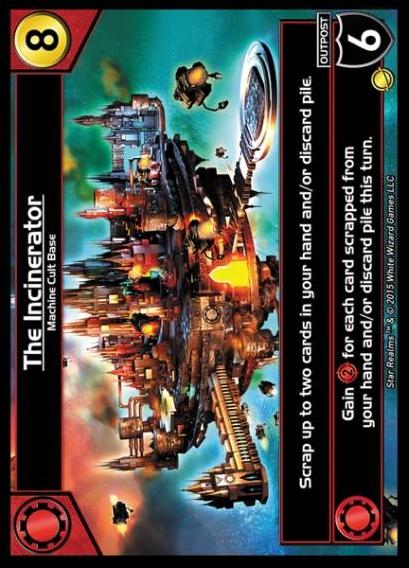 The Incinerator
Machine Cult Base
8
Scrap up to two cards in your hand and/or discard pile.
Gain 2 for each card scrapped from
your hand and/or discard pile this turn.
OUTPOST
6
Star Realms™ & © 2015 White Wizard Games LLC